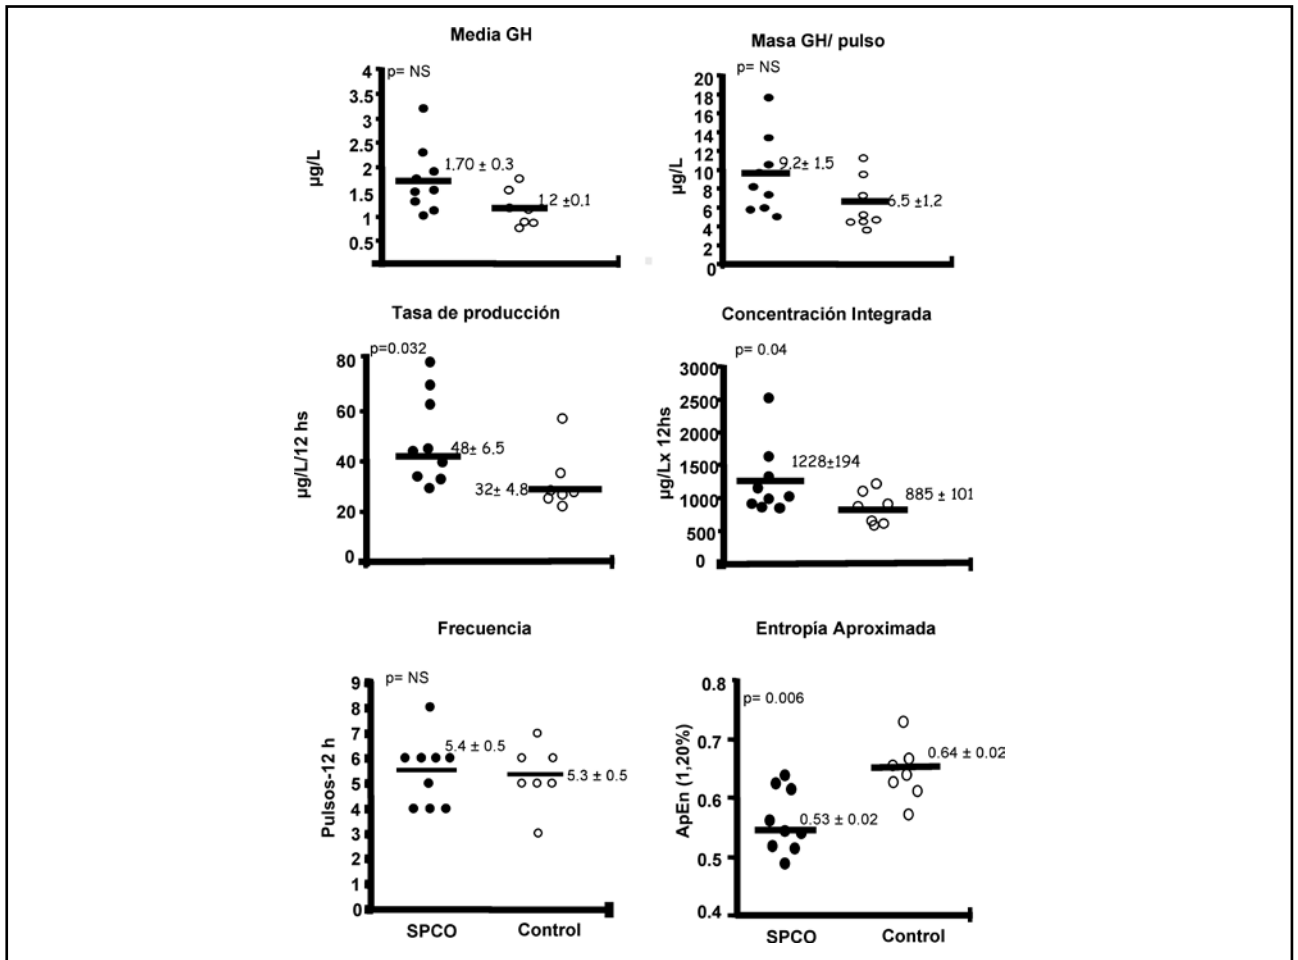 Media GH
p= NS
4
3.5
3
2.5
2
1.5
1
0.5
µg/L
1.70 ± 0.3
1.2 ±0.1
Masa GH/ pulso
p= NS
20
18
16
14
12
10
8
6
4
2
0
µg/L
9.2± 1.5
6.5 ±1.2
Tasa de producción
p=0.032
80
60
40
20
0
µg/L/12 hs
48± 6.5
32± 4.8
Concentración Integrada
p= 0.04
3000
2500
2000
1500
1000
500
0
µg/Lx 12hs
1228±194
885 ± 101
Frecuencia
p= NS
9
8
7
6
5
4
3
2
1
0
Pulsos-12 h
5.4 ± 0.5
5.3 ± 0.5
SPCO
Control
Entropía Aproximada
p= 0.006
0.8
0.7
0.6
0.5
0.4
ApEn (1,20%)
0.53 ± 0.02
0.64 ± 0.02
SPCO
Control